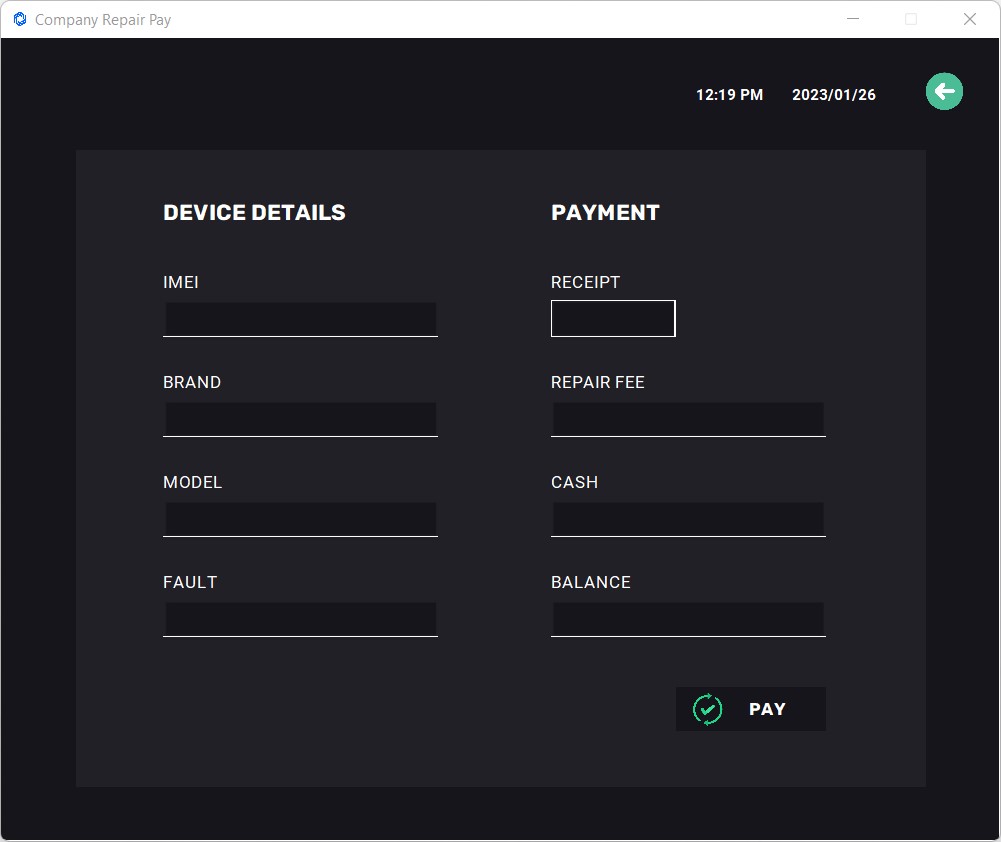 Company Repair Pay
12:19 PM 2023/01/26
DEVICE DETAILS
IMEI
BRAND
MODEL
FAULT
PAYMENT
RECEIPT
REPAIR FEE
CASH
BALANCE
PAY